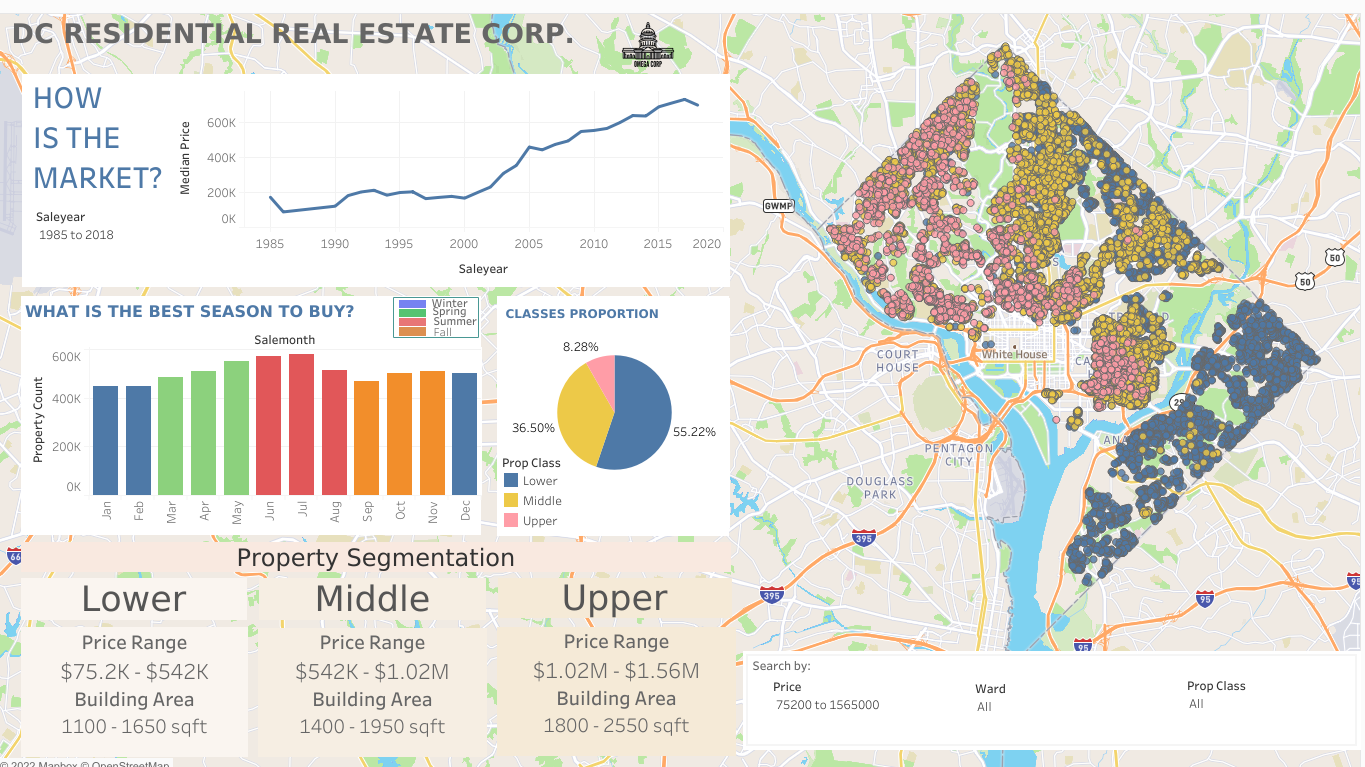 DC RESIDENTIAL REAL ESTATE CORP.
OMEGA CORP
HOW
IS THE
MARKET?
Saleyear
1985 to 2018
Median Price
600K
400K
200K
0K
1985 1990 1995 2000 2005 2010 2015 2020
Saleyear
WHAT IS THE BEST SEASON TO BUY?
Winter
Spring
Summer
Fall
Salemonth
Property Count
600K
400K
200K
0K
Jan Feb Mar Apr May Jun Jul Aug Sep Oct Nov Dec
CLASSES PROPORTION
8.28%
36.50%
55.22%
Prop Class
Lower
Middle
Upper
Property Segmentation
Lower
Price Range
$75.2K - $542K
Building Area
1100 - 1650 sqft
Middle
Price Range
$542K - $1.02M
Building Area
1400 - 1950 sqft
Upper
Price Range
$1.02M - $1.56M
Building Area
1800 - 2550 sqft
© 2022 Mapbox © OpenStreetMap
66
GWMP
50
50
COURT
HOUSE
White House
PENTAGON
CITY
DOUGLASS
PARK
395
395
95
95
95
Search by:
Price
75200 to 1565000
Ward
All
Prop Class
All